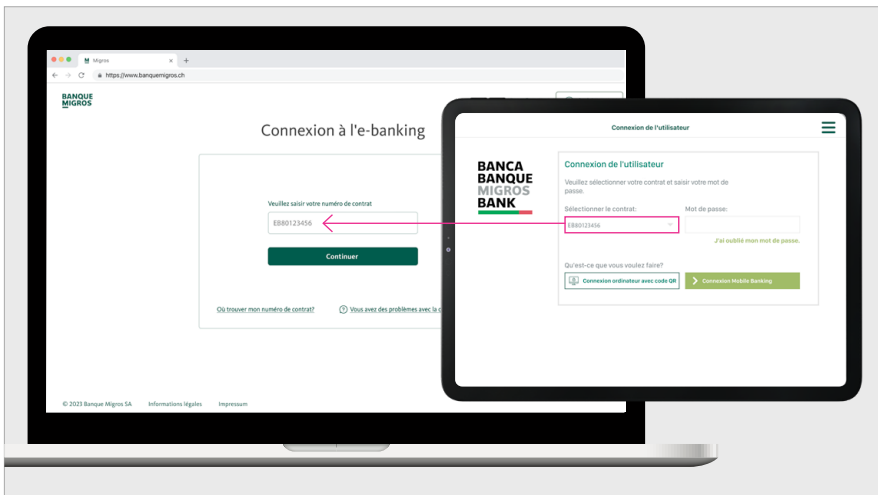 Migros
https://www.banquemigros.ch
BANQUE
MIGROS
Connexion à l'e-banking
Veuillez saisir votre numéro de contrat
EB80123456
Continuer
Où trouver mon numéro de contrat?
Vous avez des problèmes avec la c
© 2023 Banque Migros SA
Informations légales
Impressum
Connexion de l'utilisateur
BANCA
BANQUE
MIGROS
BANK
Connexion de l'utilisateur
Veuillez sélectionner votre contrat et saisir votre mot de
passe.
Sélectionner le contrat:
Mot de passe:
EB80123456
J'ai oublié mon mot de passe.
Qu'est-ce que vous voulez faire?
Connexion ordinateur avec code QR
Connexion Mobile Banking